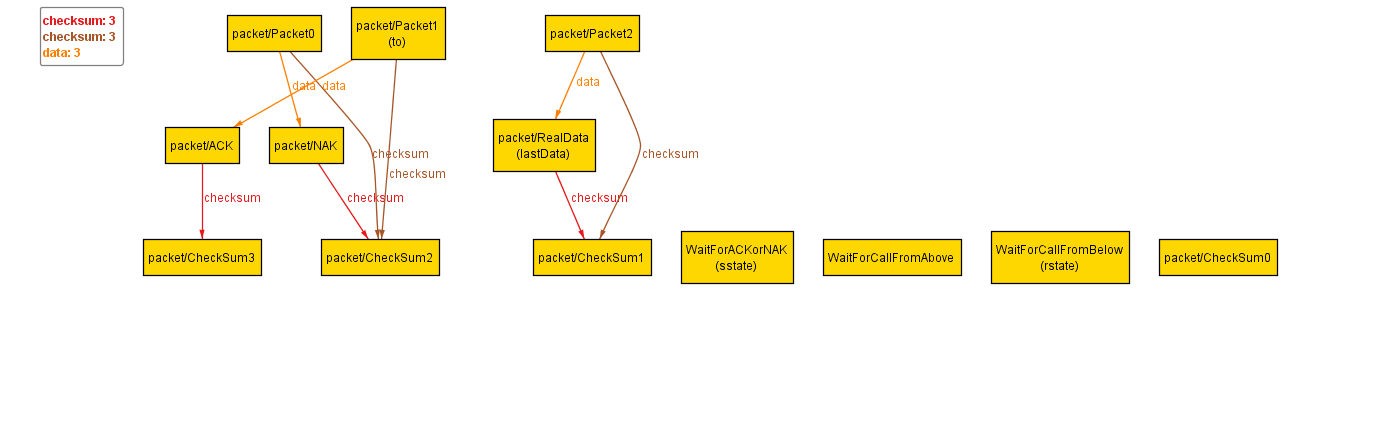 checksum: 3
checksum: 3
data: 3
packet/Packet0
packet/Packet1
(to)
packet/Packet2
data
data
data
packet/ACK
packet/NAK
packet/RealData
(lastData)
checksum
checksum
checksum
checksum
checksum
checksum
packet/CheckSum3
packet/CheckSum2
packet/CheckSum1
WaitForACKorNAK
(sstate)
WaitForCallFromAbove
WaitForCallFromBelow
(rstate)
packet/CheckSum0